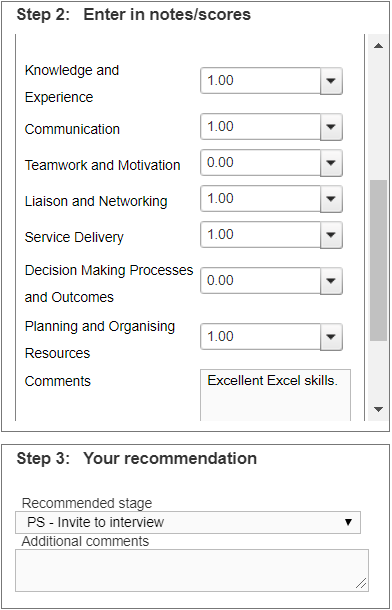 Step 2: Enter in notes/scores
Knowledge and
Experience
1.00
Communication
1.00
Teamwork and Motivation
0.00
Liaison and Networking
1.00
Service Delivery
1.00
Decision Making Processes
and Outcomes
0.00
Planning and Organising
Resources
1.00
Comments
Excellent Excel skills.
Step 3: Your recommendation
Recommended stage
PS - Invite to interview
Additional comments